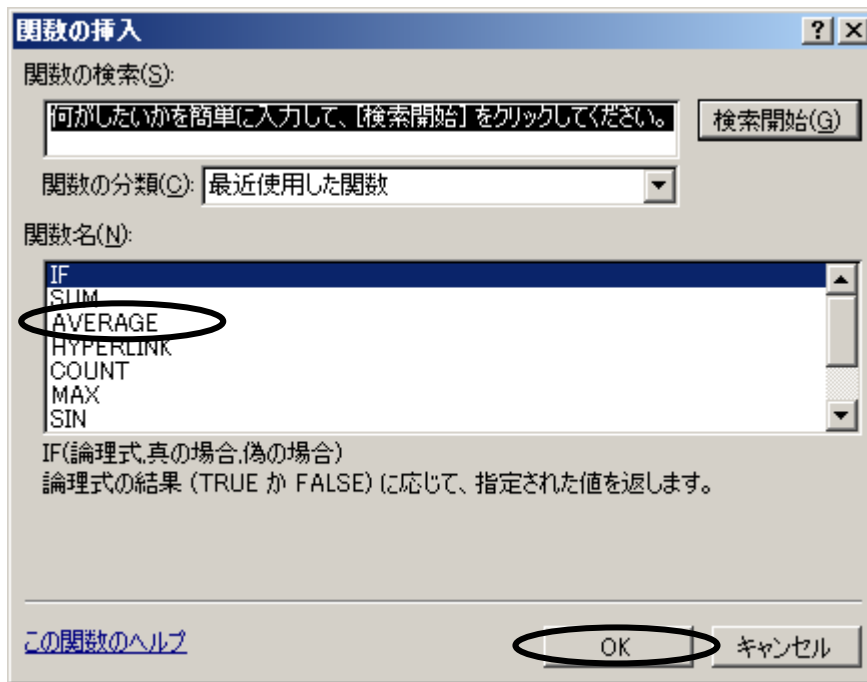 関数の挿入
関数の検索(S):
何がしたいかを簡単に入力して、[検索開始] をクリックしてください。
検索開始(G)
関数の分類(C): 最近使用した関数
関数名(N):
IF
SUM
AVERAGE
HYPERLINK
COUNT
MAX
SIN
IF(論理式,真の場合,偽の場合)
論理式の結果 (TRUE か FALSE) に応じて、指定された値を返します。
この関数のヘルプ
OK
キャンセル